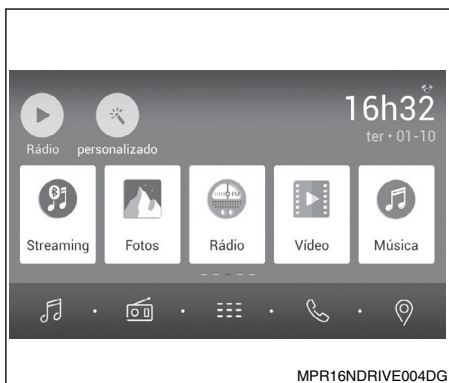 16h32
ter • 01-10
Rádio
personalizado
Streaming
Fotos
Rádio
Vídeo
Música
MPR16NDRIVE004DG